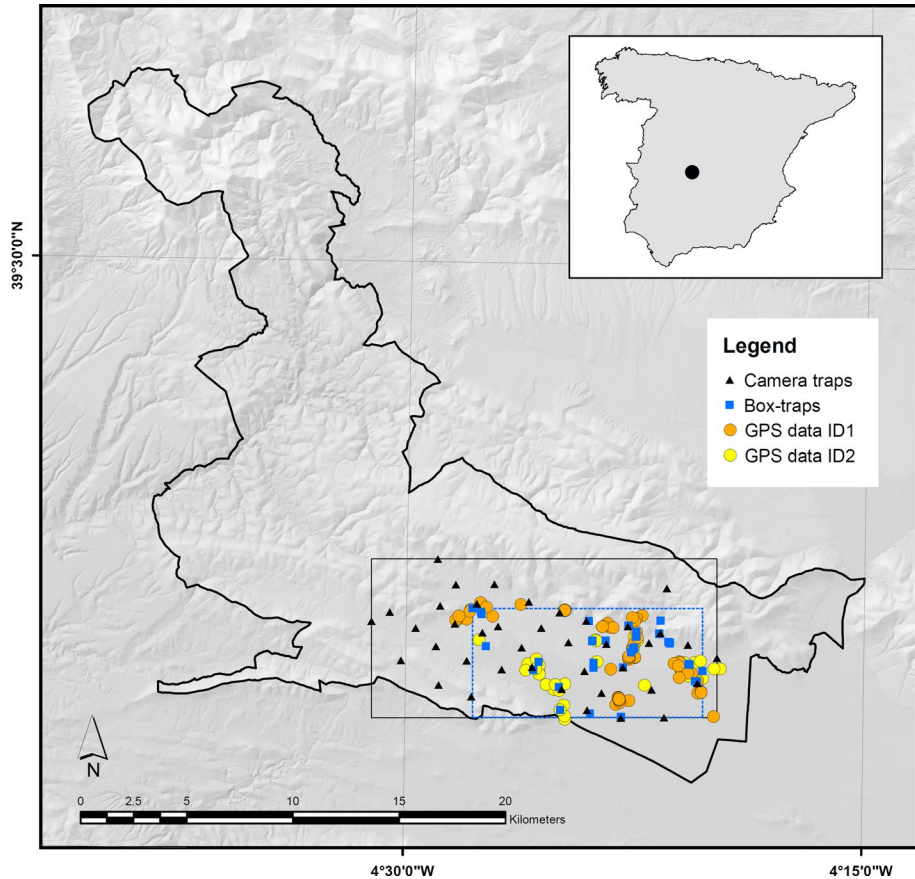 39°30'0"N
Legend
Camera traps
Box-traps
GPS data ID1
GPS data ID2
N
0 2.5 5 10 15 20
Kilometers
4°30'0"W 4°15'0"W